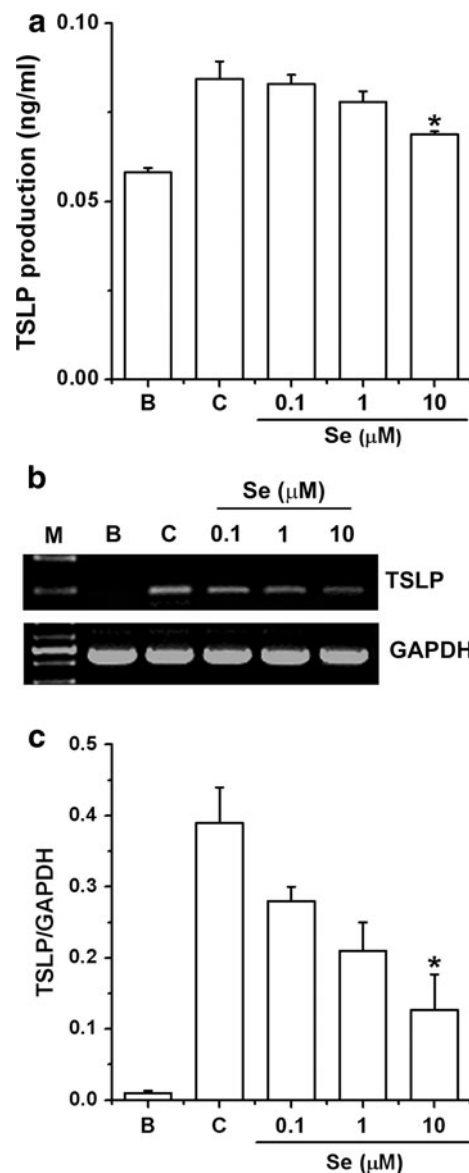 a
TSLP production (ng/ml)
0.10
0.05
0.00
*
B C 0.1 1 10
Se (μM)
b
Se (μM)
M B C 0.1 1 10
TSLP
GAPDH
c
TSLP/GAPDH
0.5
0.4
0.3
0.2
0.1
0.0
*
B C 0.1 1 10
Se (μM)